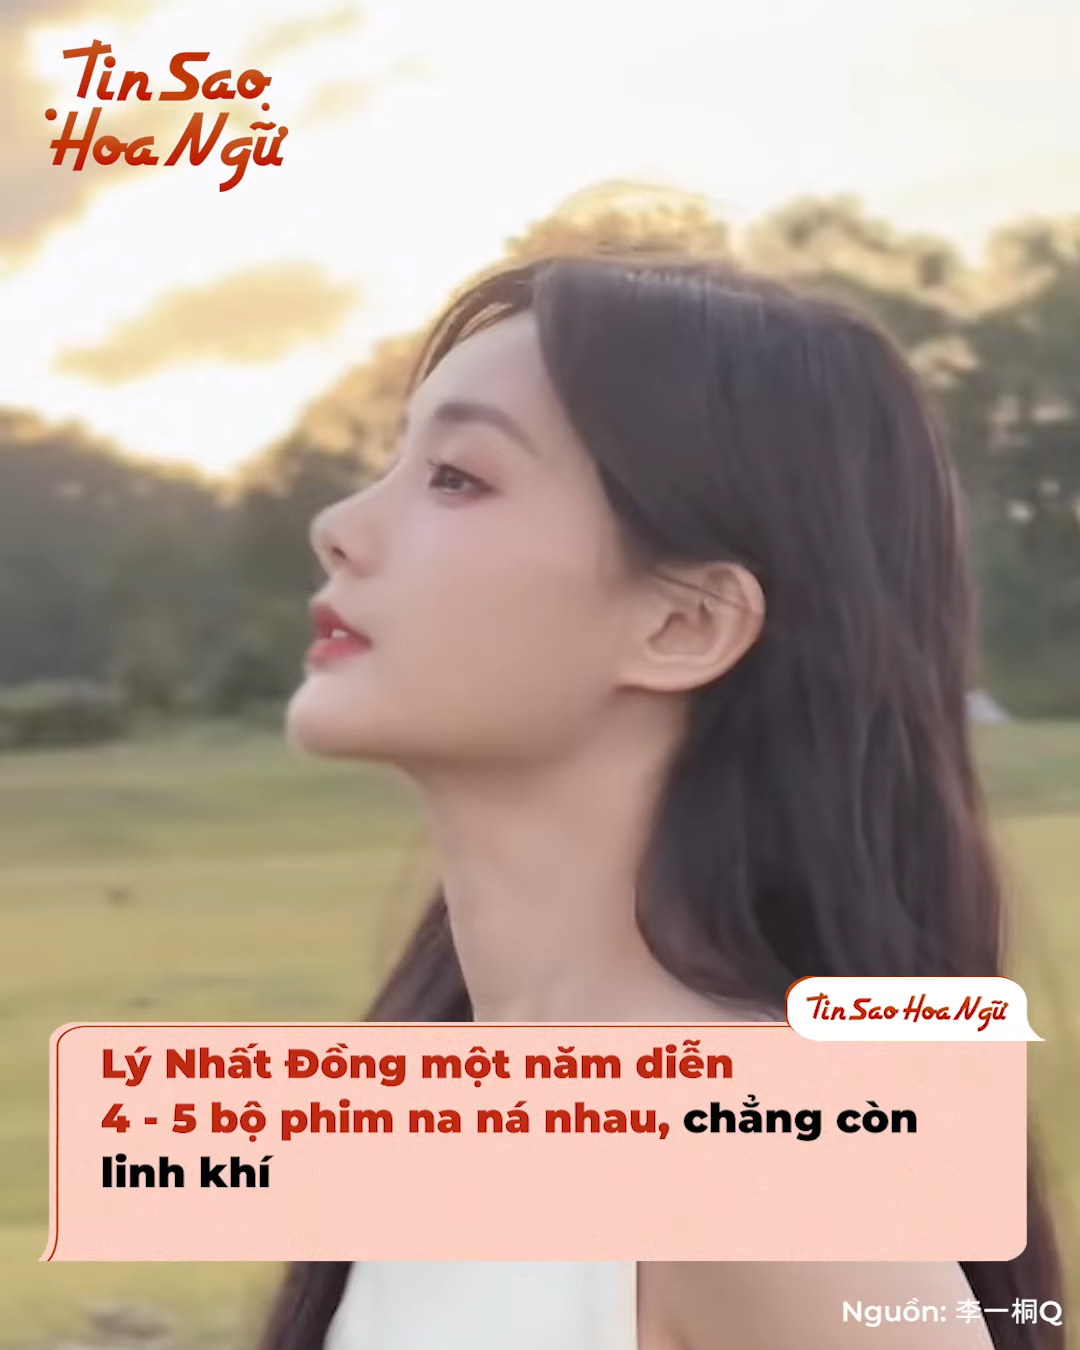 Tin Sao
Hoa Ngữ
Tin Sao Hoa Ngữ
Lý Nhất Đồng một năm diễn
4 - 5 bộ phim na ná nhau, chẳng còn
linh khí
Nguồn: 李一桐Q